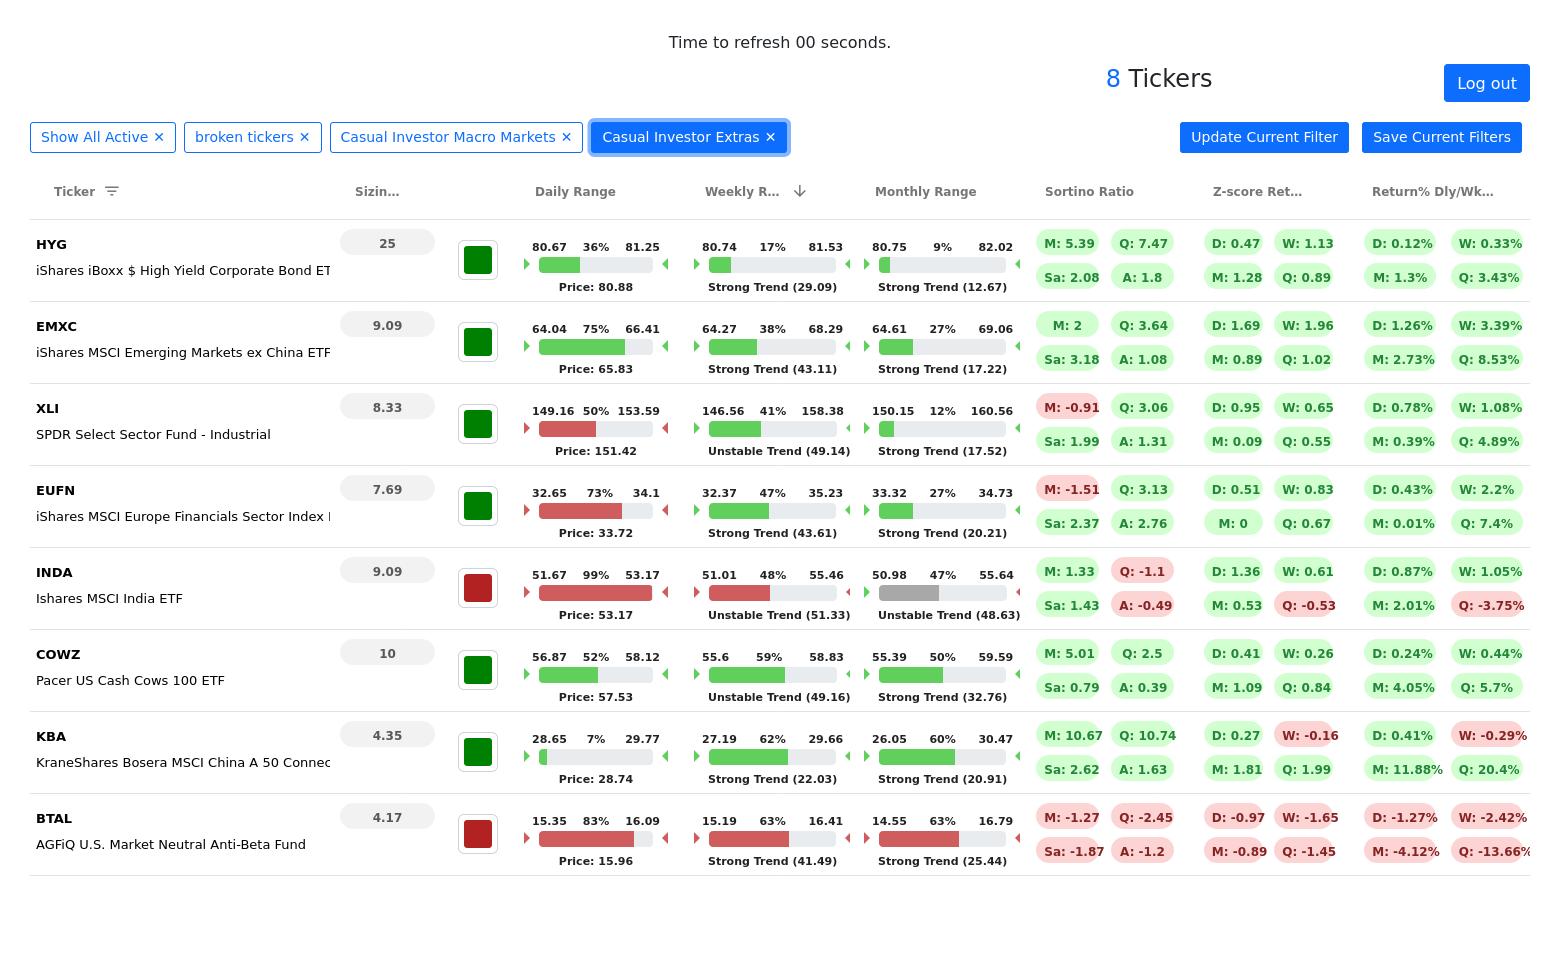 Time to refresh 00 seconds.
8 Tickers
Log out
Show All Active ✕ broken tickers ✕ Casual Investor Macro Markets ✕ Casual Investor Extras ✕ Update Current Filter Save Current Filters
Ticker Sizin... Daily Range Weekly R... Monthly Range Sortino Ratio Z-score Ret... Return% Dly/Wk...
HYG 25 80.67 36% 81.25 80.74 17% 81.53 80.75 9% 82.02 M: 5.39 Q: 7.47 D: 0.47 W: 1.13 D: 0.12% W: 0.33%
iShares iBoxx $ High Yield Corporate Bond ET Sa: 2.08 A: 1.8 M: 1.28 Q: 0.89 M: 1.3% Q: 3.43%
Price: 80.88 Strong Trend (29.09) Strong Trend (12.67)
EMXC 9.09 64.04 75% 66.41 64.27 38% 68.29 64.61 27% 69.06 M: 2 Q: 3.64 D: 1.69 W: 1.96 D: 1.26% W: 3.39%
iShares MSCI Emerging Markets ex China ETF Sa: 3.18 A: 1.08 M: 0.89 Q: 1.02 M: 2.73% Q: 8.53%
Price: 65.83 Strong Trend (43.11) Strong Trend (17.22)
XLI 8.33 149.16 50% 153.59 146.56 41% 158.38 150.15 12% 160.56 M: -0.91 Q: 3.06 D: 0.95 W: 0.65 D: 0.78% W: 1.08%
SPDR Select Sector Fund - Industrial Sa: 1.99 A: 1.31 M: 0.09 Q: 0.55 M: 0.39% Q: 4.89%
Price: 151.42 Unstable Trend (49.14) Strong Trend (17.52)
EUFN 7.69 32.65 73% 34.1 32.37 47% 35.23 33.32 27% 34.73 M: -1.51 Q: 3.13 D: 0.51 W: 0.83 D: 0.43% W: 2.2%
iShares MSCI Europe Financials Sector Index Sa: 2.37 A: 2.76 M: 0 Q: 0.67 M: 0.01% Q: 7.4%
Price: 33.72 Strong Trend (43.61) Strong Trend (20.21)
INDA 9.09 51.67 99% 53.17 51.01 48% 55.46 50.98 47% 55.64 M: 1.33 Q: -1.1 D: 1.36 W: 0.61 D: 0.87% W: 1.05%
Ishares MSCI India ETF Sa: 1.43 A: -0.49 M: 0.53 Q: -0.53 M: 2.01% Q: -3.75%
Price: 53.17 Unstable Trend (51.33) Unstable Trend (48.63)
COWZ 10 56.87 52% 58.12 55.6 59% 58.83 55.39 50% 59.59 M: 5.01 Q: 2.5 D: 0.41 W: 0.26 D: 0.24% W: 0.44%
Pacer US Cash Cows 100 ETF Sa: 0.79 A: 0.39 M: 1.09 Q: 0.84 M: 4.05% Q: 5.7%
Price: 57.53 Unstable Trend (49.16) Strong Trend (32.76)
KBA 4.35 28.65 7% 29.77 27.19 62% 29.66 26.05 60% 30.47 M: 10.67 Q: 10.74 D: 0.27 W: -0.16 D: 0.41% W: -0.29%
KraneShares Bosera MSCI China A 50 Connec Sa: 2.62 A: 1.63 M: 1.81 Q: 1.99 M: 11.88% Q: 20.4%
Price: 28.74 Strong Trend (22.03) Strong Trend (20.91)
BTAL 4.17 15.35 83% 16.09 15.19 63% 16.41 14.55 63% 16.79 M: -1.27 Q: -2.45 D: -0.97 W: -1.65 D: -1.27% W: -2.42%
AGFiQ U.S. Market Neutral Anti-Beta Fund Sa: -1.87 A: -1.2 M: -0.89 Q: -1.45 M: -4.12% Q: -13.66%
Price: 15.96 Strong Trend (41.49) Strong Trend (25.44)